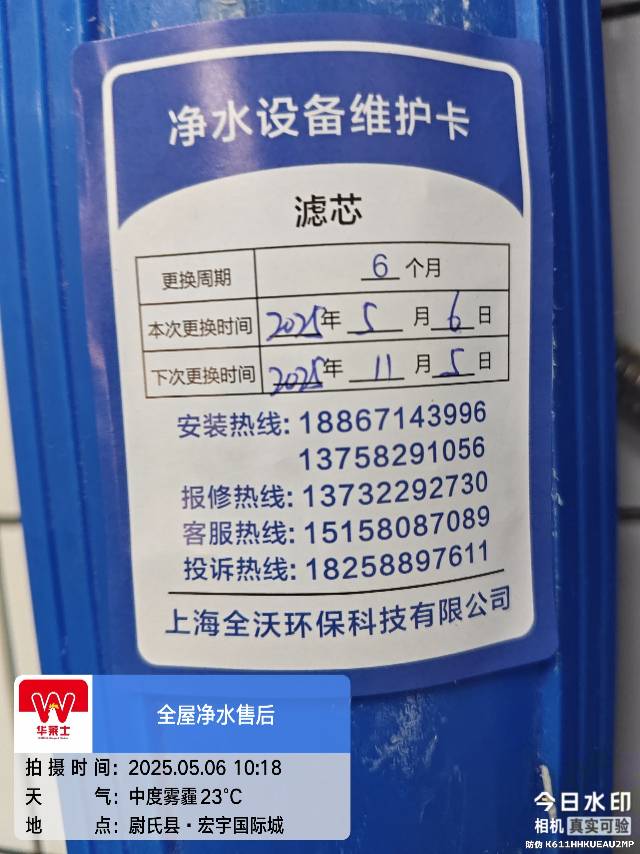 净水设备维护卡
滤芯
更换周期 6 个月
本次更换时间 2025年 5 月 6 日
下次更换时间 2025年 11 月 5 日
安装热线: 18867143996
13758291056
报修热线: 13732292730
客服热线: 15158087089
投诉热线: 18258897611
上海全沃环保科技有限公司
华莱士
全屋净水售后
拍摄时间: 2025.05.06 10:18
天气: 中度雾霾 23℃
地点: 尉氏县·宏宇国际城
今日水印
相机 真实可验
防伪 K611HHKUEAU2MP